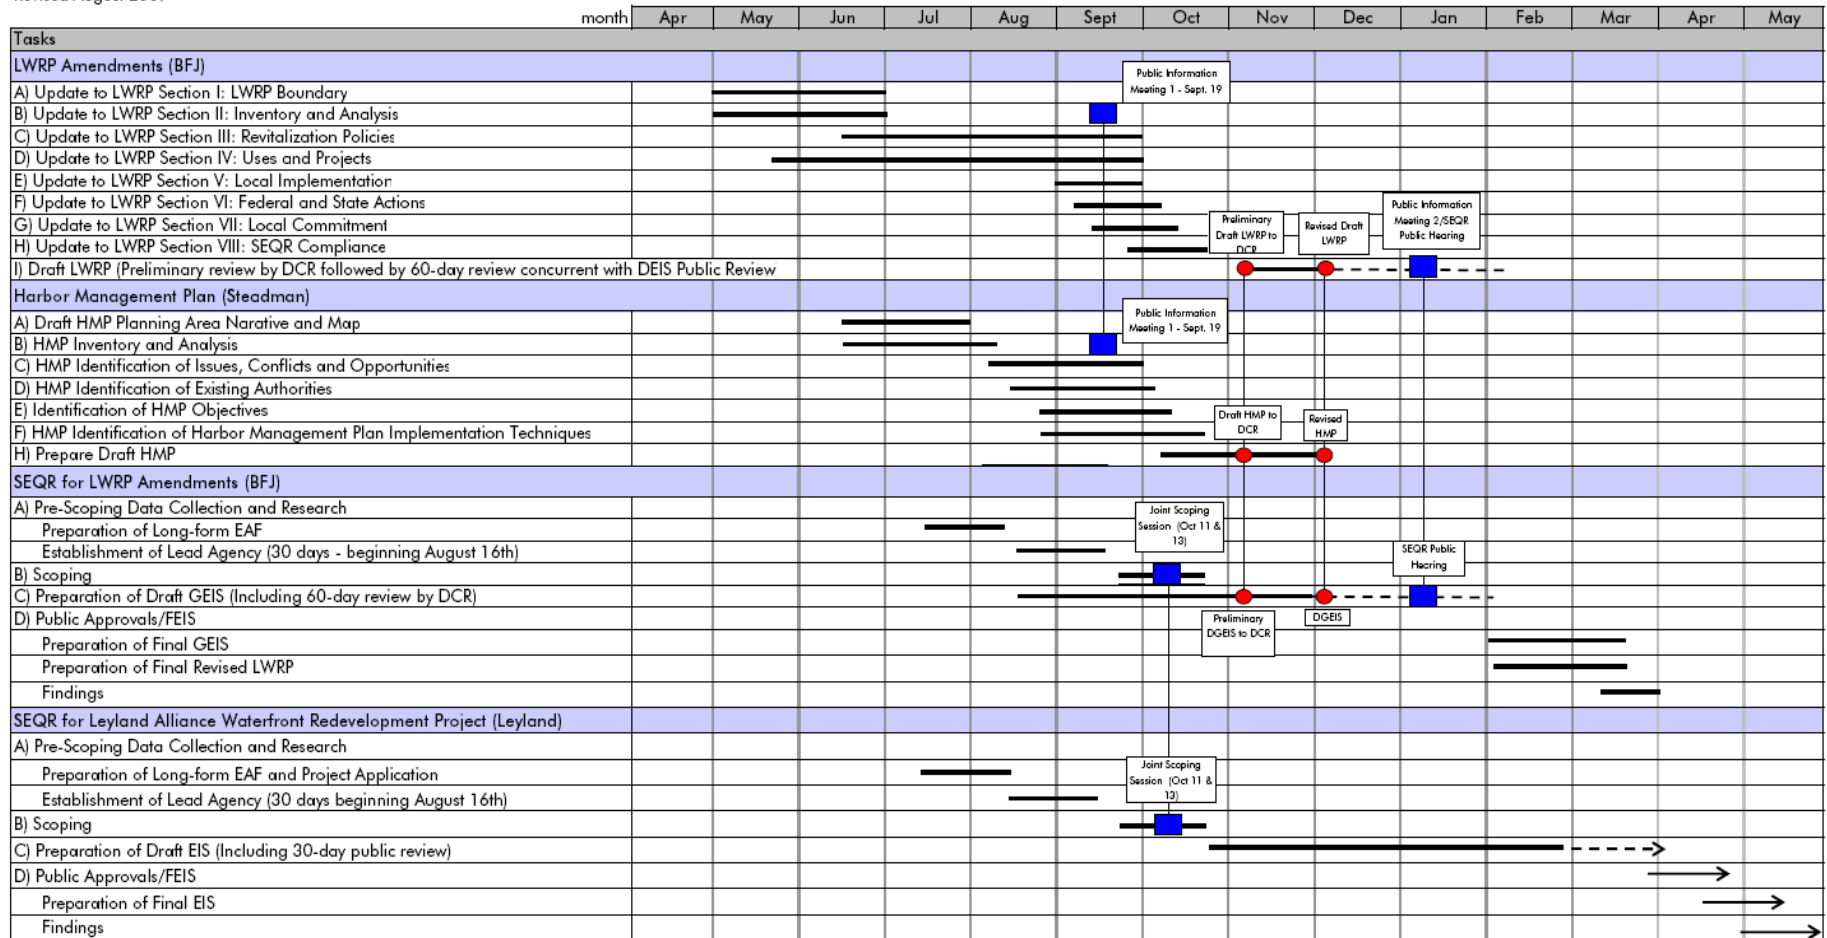 month Apr May Jun Jul Aug Sept Oct Nov Dec Jan Feb Mar Apr May
Tasks
LWRP Amendments (BFJ)
Public Information
Meeting 1 - Sept. 19
A) Update to LWRP Section I: LWRP Boundary
B) Update to LWRP Section II: Inventory and Analysis
C) Update to LWRP Section III: Revitalization Policies
D) Update to LWRP Section IV: Uses and Projects
E) Update to LWRP Section V: Local Implementation
F) Update to LWRP Section VI: Federal and State Actions
G) Update to LWRP Section VII: Local Commitment
H) Update to LWRP Section VIII: SEQR Compliance
Preliminary
Draft LWRP to
DCR
Revised Draft
LWRP
Public Information
Meeting 2/SEQR
Public Hearing
I) Draft LWRP (Preliminary review by DCR followed by 60-day review concurrent with DEIS Public Review
Harbor Management Plan (Steadman)
Public Information
Meeting 1 - Sept. 19
A) Draft HMP Planning Area Narative and Map
B) HMP Inventory and Analysis
C) HMP Identification of Issues, Conflicts and Opportunities
D) HMP Identification of Existing Authorities
E) Identification of HMP Objectives
F) HMP Identification of Harbor Management Plan Implementation Techniques
Draft HMP to
DCR
Revised
HMP
H) Prepare Draft HMP
SEQR for LWRP Amendments (BFJ)
A) Pre-Scoping Data Collection and Research
Preparation of Long-form EAF
Establishment of Lead Agency (30 days - beginning August 16th)
Joint Scoping
Session (Oct 11 &
13)
SEQR Public
Hearing
B) Scoping
C) Preparation of Draft GEIS (Including 60-day review by DCR)
D) Public Approvals/FEIS
Preliminary
DGEIS to DCR
DGEIS
Preparation of Final GEIS
Preparation of Final Revised LWRP
Findings
SEQR for Leyland Alliance Waterfront Redevelopment Project (Leyland)
A) Pre-Scoping Data Collection and Research
Preparation of Long-form EAF and Project Application
Establishment of Lead Agency (30 days beginning August 16th)
Joint Scoping
Session (Oct 11 &
13)
B) Scoping
C) Preparation of Draft EIS (Including 30-day public review)
D) Public Approvals/FEIS
Preparation of Final EIS
Findings